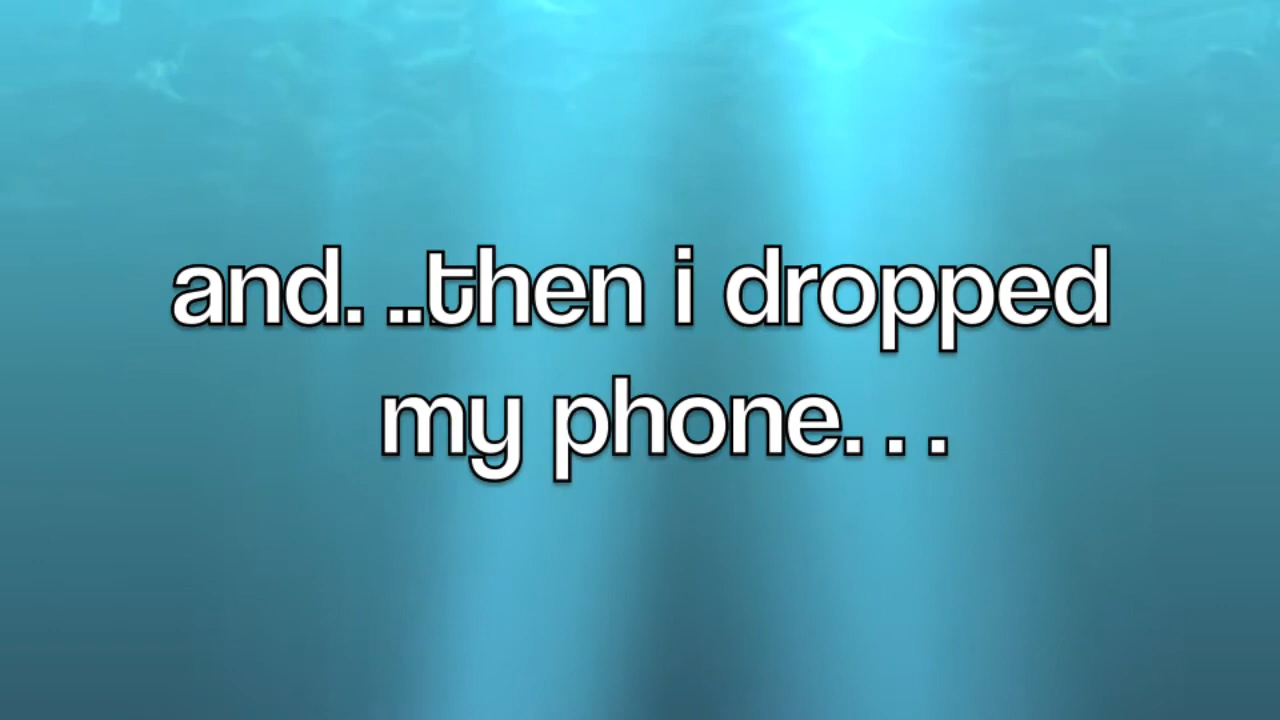 and. ..then i dropped
my phone. . .